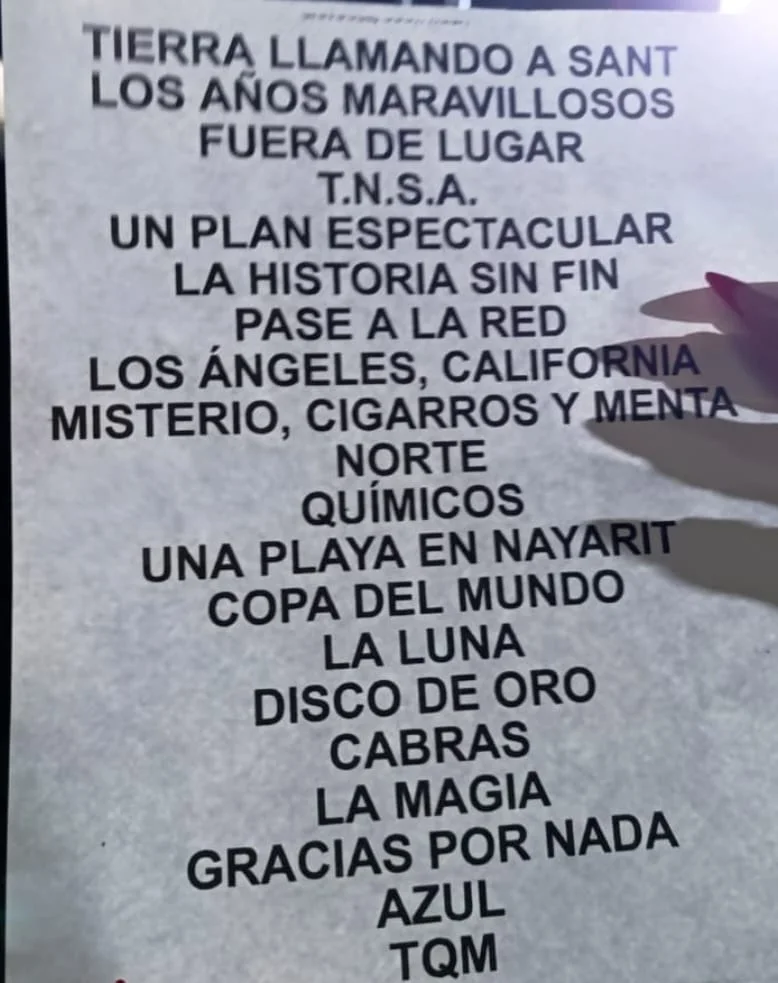 TIERRA LLAMANDO A SANT
LOS AÑOS MARAVILLOSOS
FUERA DE LUGAR
T.N.S.A.
UN PLAN ESPECTACULAR
LA HISTORIA SIN FIN
PASE A LA RED
LOS ÁNGELES, CALIFORNIA
MISTERIO, CIGARROS Y MENTA
NORTE
QUÍMICOS
UNA PLAYA EN NAYARIT
COPA DEL MUNDO
LA LUNA
DISCO DE ORO
CABRAS
LA MAGIA
GRACIAS POR NADA
AZUL
TQM